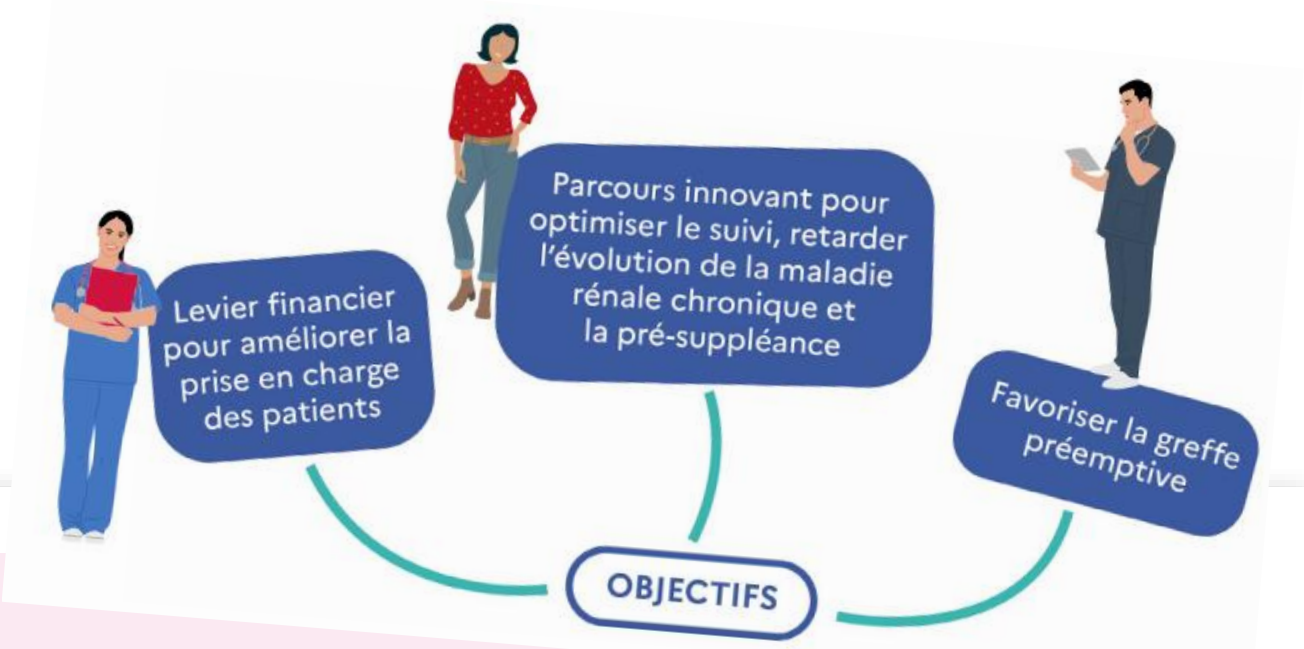 Levier financier
pour améliorer la
prise en charge
des patients
Parcours innovant pour
optimiser le suivi, retarder
l'évolution de la maladie
rénale chronique et
la pré-suppléance
Favoriser la greffe
préemptive
OBJECTIFS